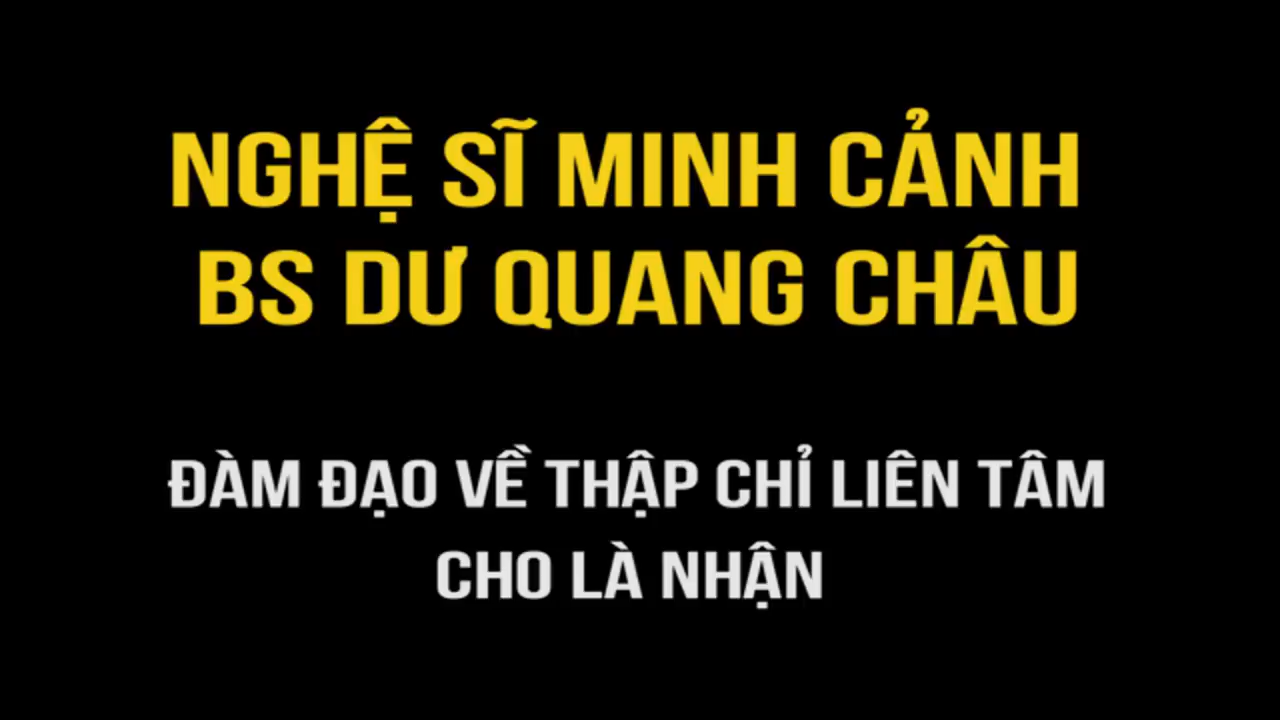 NGHỆ SĨ MINH CẢNH
BS DƯ QUANG CHÂU
ĐÀM ĐẠO VỀ THẬP CHỈ LIÊN TÂM
CHO LÀ NHẬN